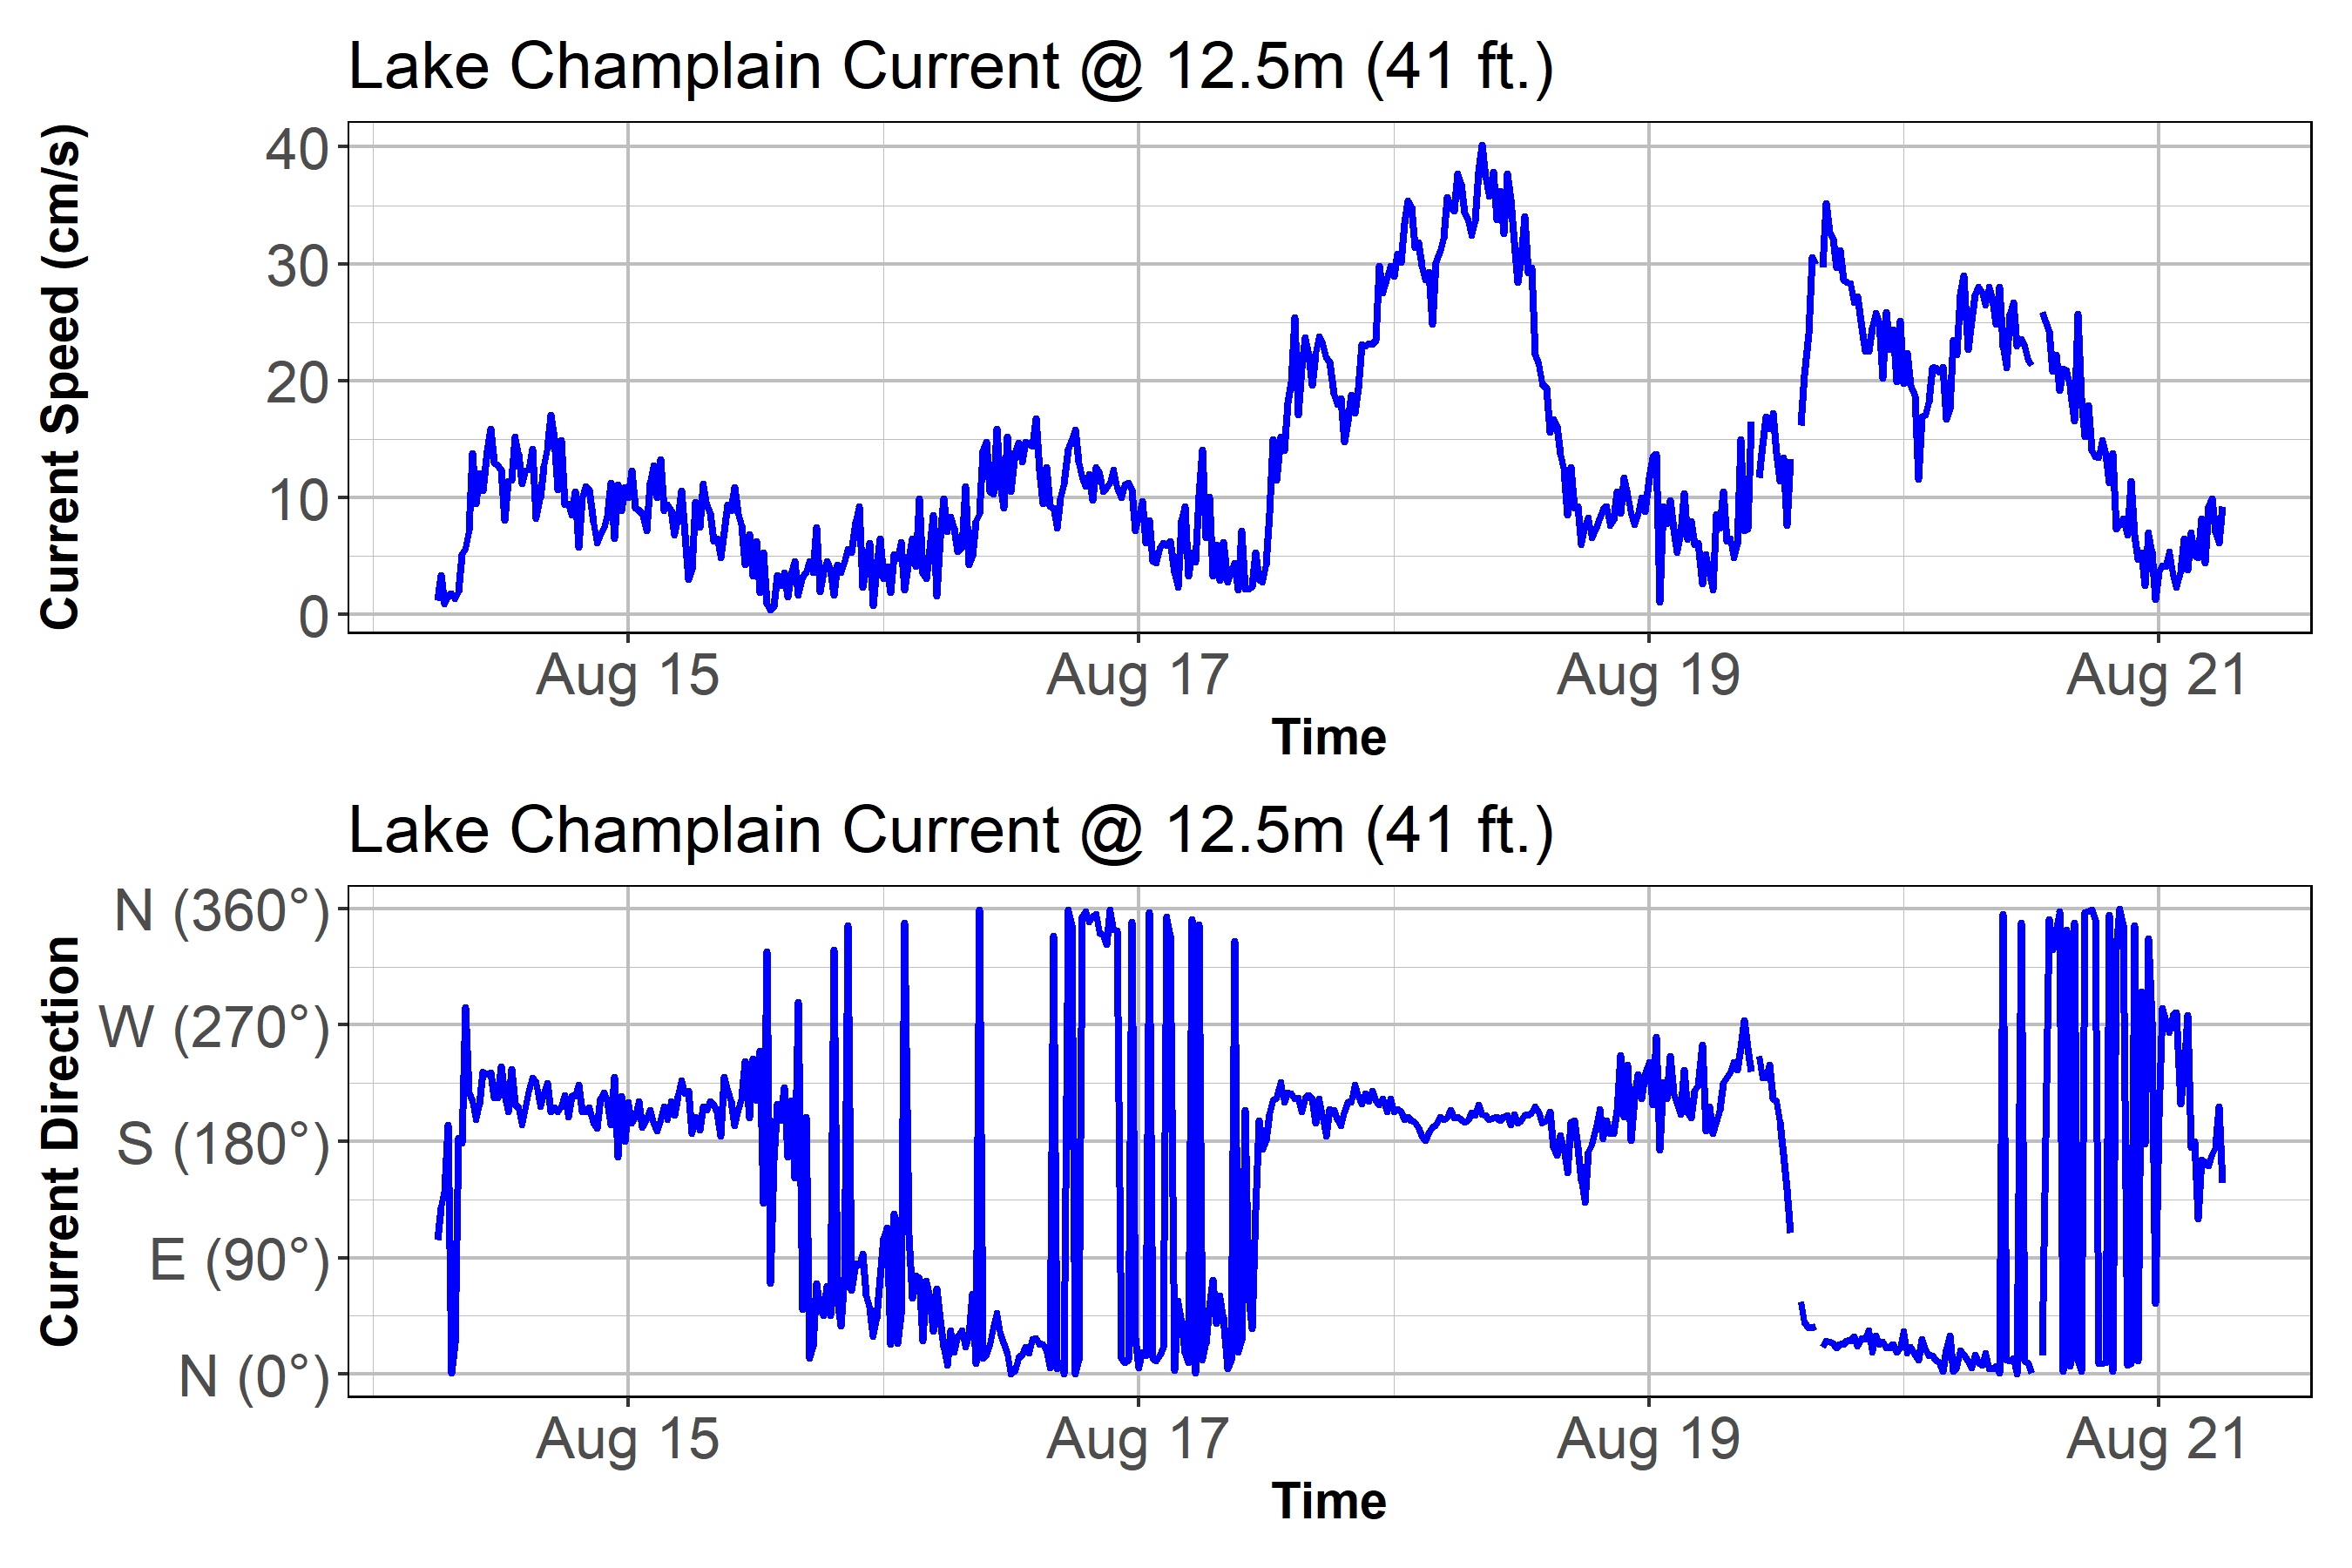 Lake Champlain Current @ 12.5m (41 ft.)
Current Speed (cm/s)
40
30
20
10
0
Aug 15 Aug 17 Aug 19 Aug 21
Time
Lake Champlain Current @ 12.5m (41 ft.)
Current Direction
N (360°)
W (270°)
S (180°)
E (90°)
N (0°)
Aug 15 Aug 17 Aug 19 Aug 21
Time